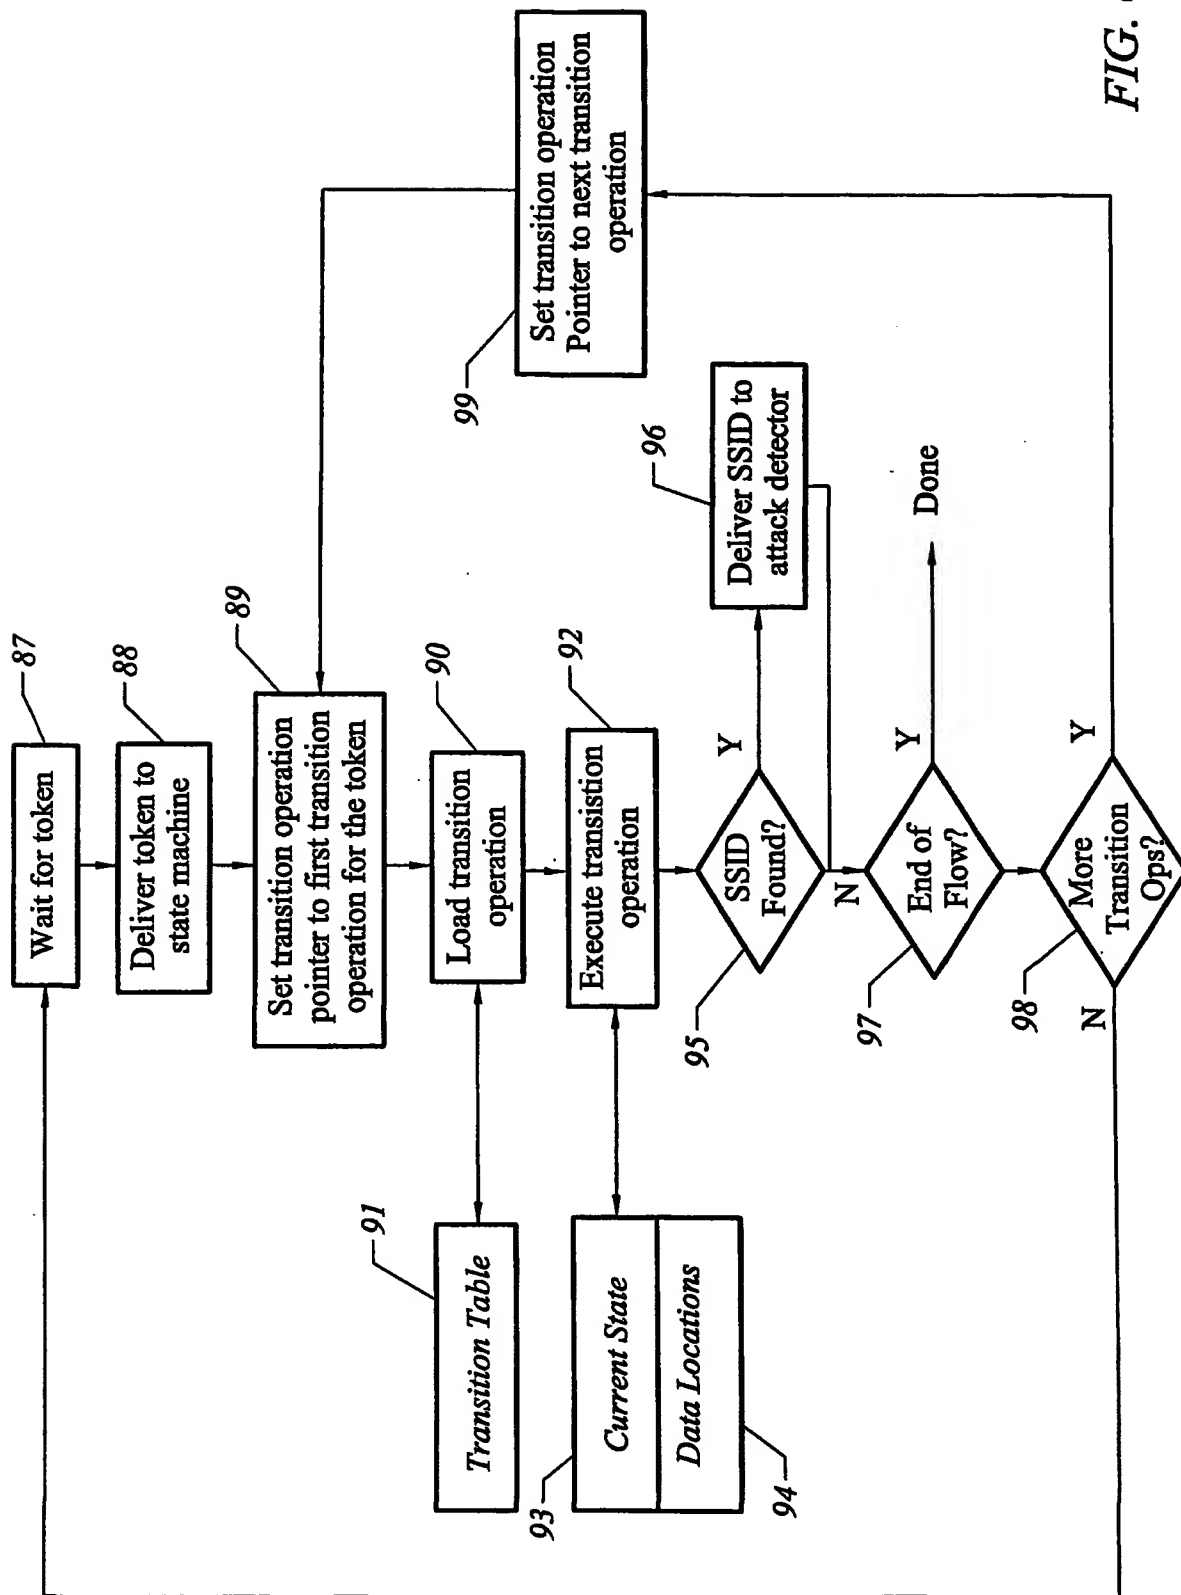 87
Wait for token
88
Deliver token to
state machine
89
Set transition operation
pointer to first transition
operation for the token
90
Load transition
operation
91
Transition Table
92
Execute transistion
operation
93
Current State
Data Locations
94
95
SSID
Found?
Y
N
96
Deliver SSID to
attack detector
97
End of
Flow?
Y
Done
98
More
Transition
Ops?
Y
N
99
Set transition operation
Pointer to next transition
operation
FIG.